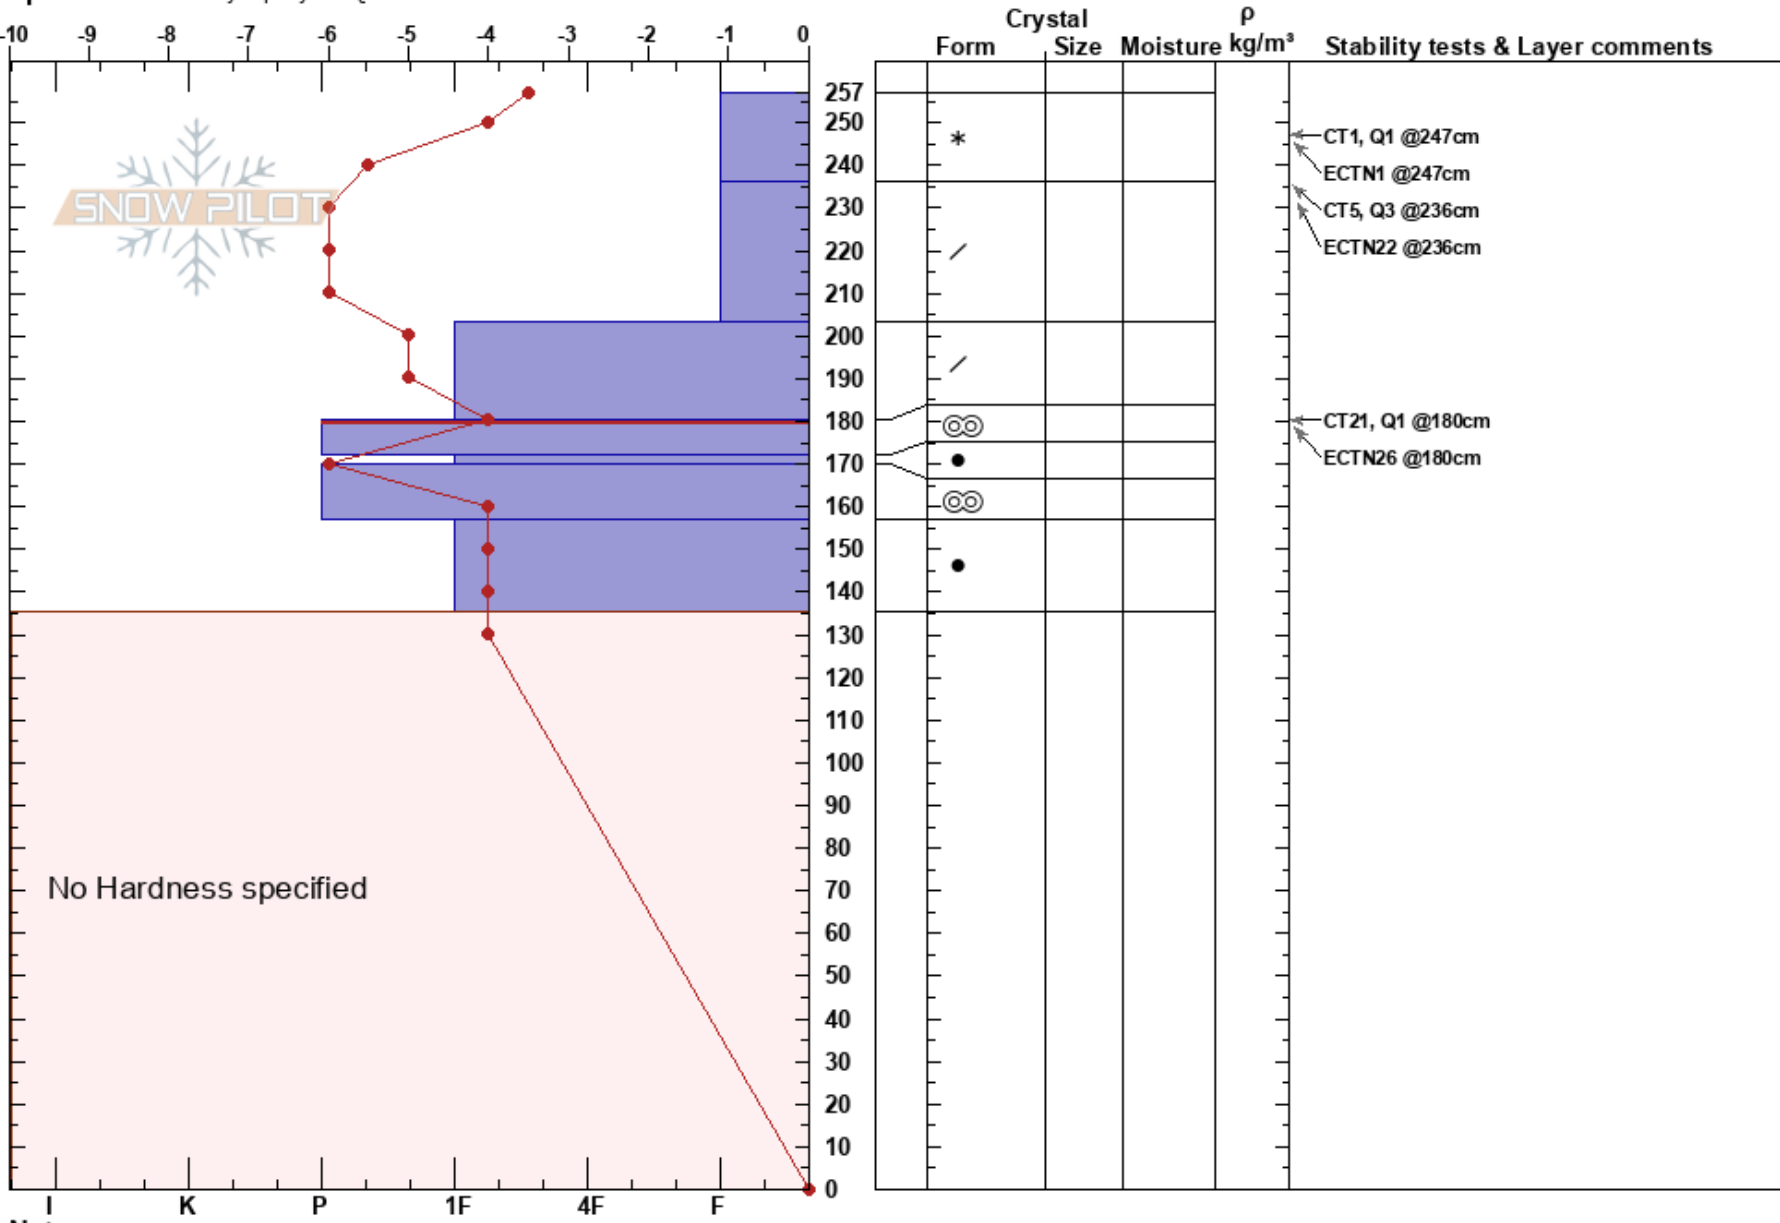 Crystal ρ
Form Size Moisture kg/m³ Stability tests & Layer comments
-10 -9 -8 -7 -6 -5 -4 -3 -2 -1 0
257
250
CT1, Q1 @247cm
240
ECTN1 @247cm
SNOW PILOT
230
CT5, Q3 @236cm
220
ECTN22 @236cm
210
200
190
180
CT21, Q1 @180cm
170
ECTN26 @180cm
160
150
140
130
120
110
100
90
80
No Hardness specified
70
60
50
40
30
20
10
0
I K P 1F 4F F